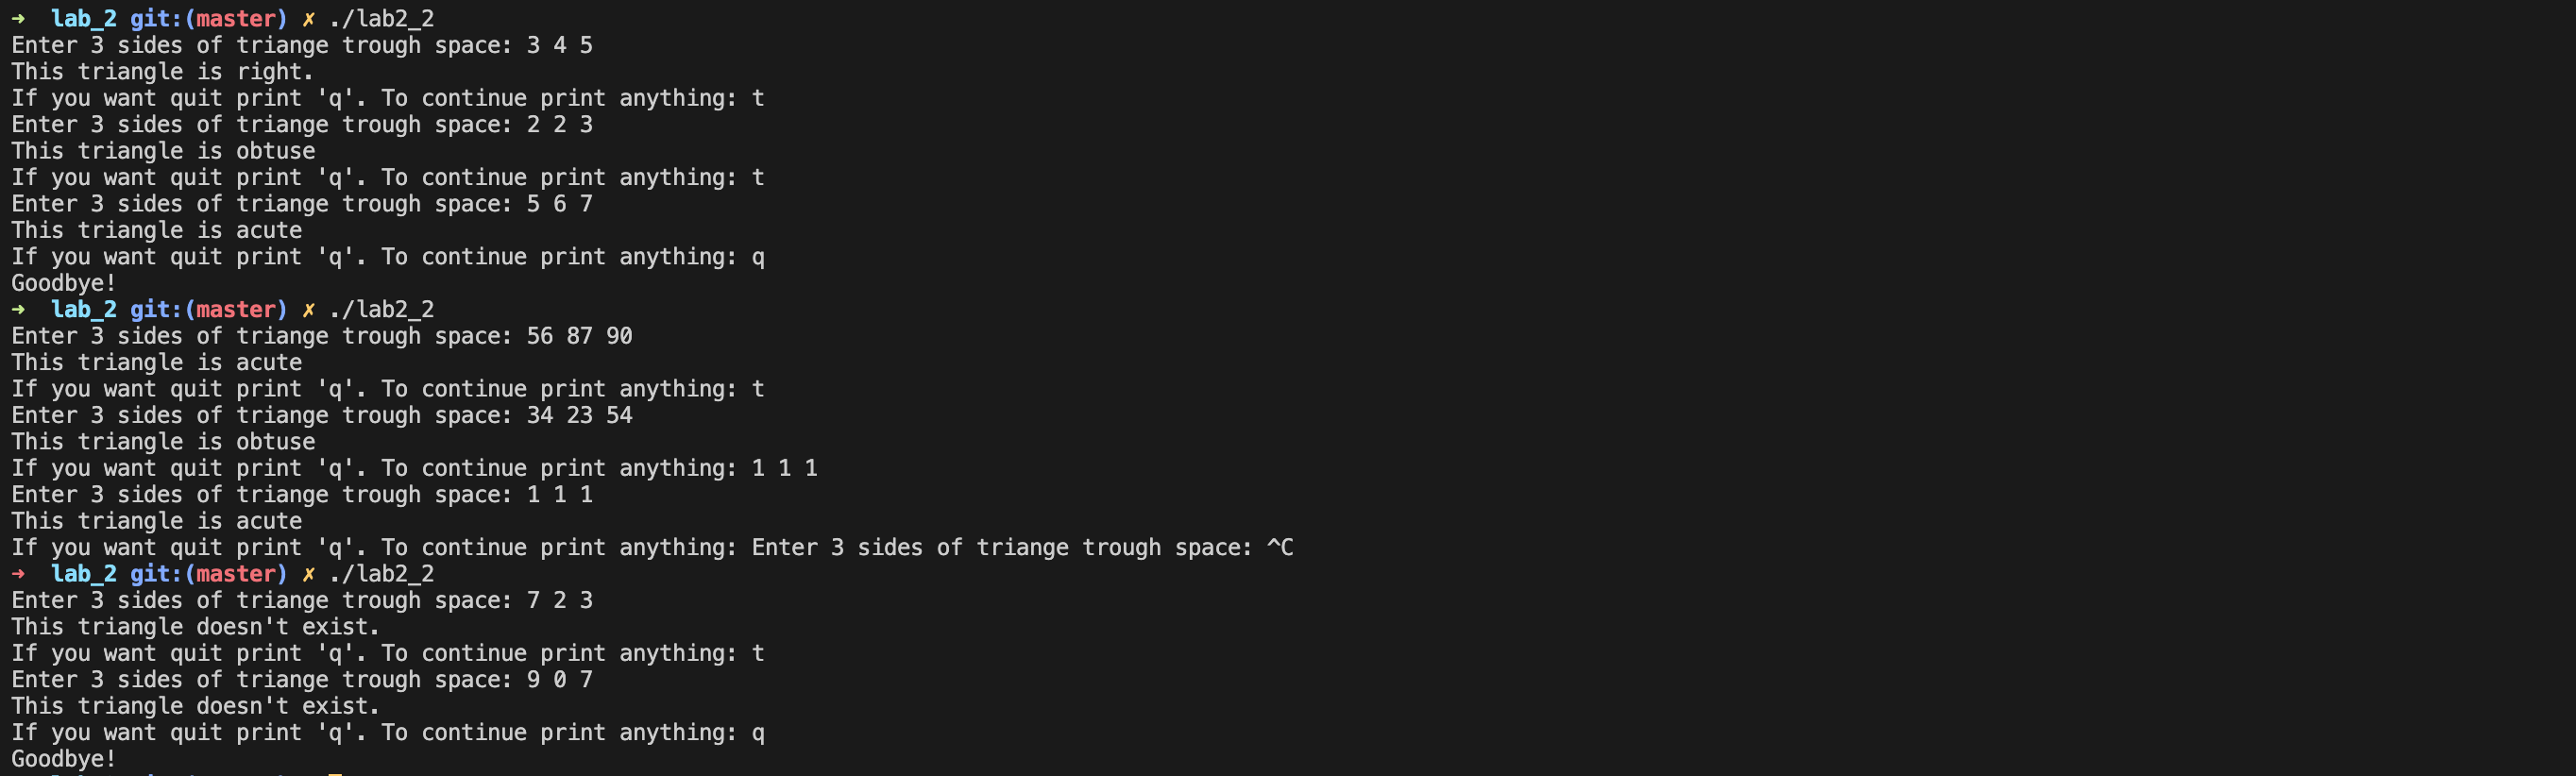 ➜ lab_2 git:(master) ✗ ./lab2_2
Enter 3 sides of triange trough space: 3 4 5
This triangle is right.
If you want quit print 'q'. To continue print anything: t
Enter 3 sides of triange trough space: 2 2 3
This triangle is obtuse
If you want quit print 'q'. To continue print anything: t
Enter 3 sides of triange trough space: 5 6 7
This triangle is acute
If you want quit print 'q'. To continue print anything: q
Goodbye!
➜ lab_2 git:(master) ✗ ./lab2_2
Enter 3 sides of triange trough space: 56 87 90
This triangle is acute
If you want quit print 'q'. To continue print anything: t
Enter 3 sides of triange trough space: 34 23 54
This triangle is obtuse
If you want quit print 'q'. To continue print anything: 1 1 1
Enter 3 sides of triange trough space: 1 1 1
This triangle is acute
If you want quit print 'q'. To continue print anything: Enter 3 sides of triange trough space: ^C
➜ lab_2 git:(master) ✗ ./lab2_2
Enter 3 sides of triange trough space: 7 2 3
This triangle doesn't exist.
If you want quit print 'q'. To continue print anything: t
Enter 3 sides of triange trough space: 9 0 7
This triangle doesn't exist.
If you want quit print 'q'. To continue print anything: q
Goodbye!